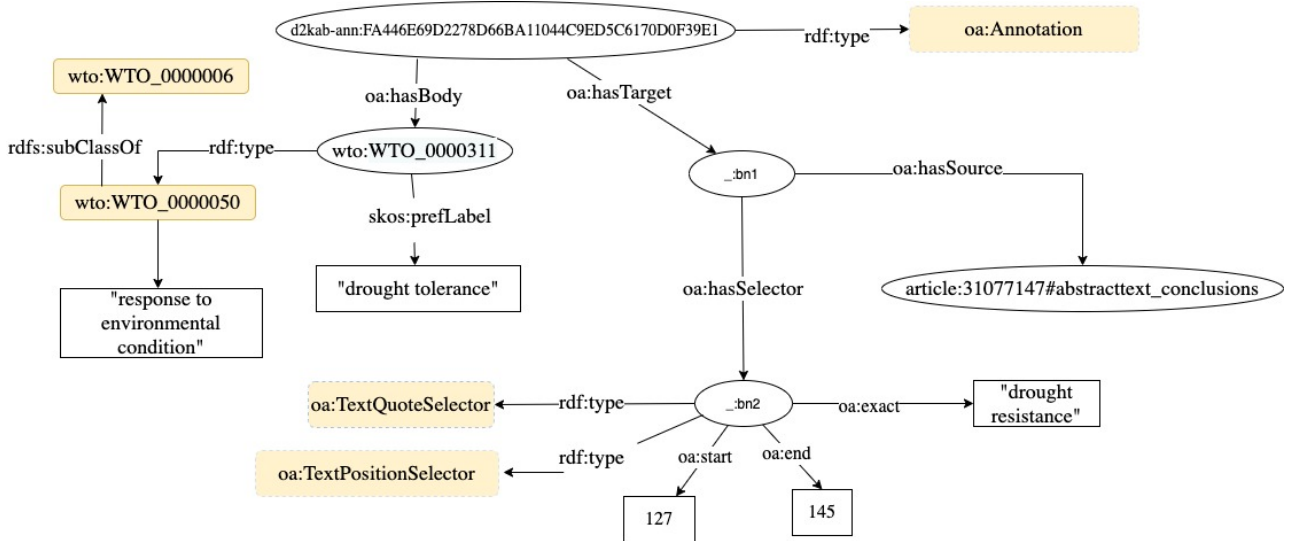 d2kab-ann:FA446E69D2278D66BA11044C9ED5C6170D0F39E1
rdf:type
oa:Annotation
wto:WTO_0000006
oa:hasBody
oa:hasTarget
rdfs:subClassOf
rdf:type
wto:WTO_0000311
_:bn1
oa:hasSource
wto:WTO_0000050
skos:prefLabel
"response to
environmental
condition"
"drought tolerance"
oa:hasSelector
article:31077147#abstracttext_conclusions
oa:TextQuoteSelector
rdf:type
_:bn2
oa:exact
"drought
resistance"
oa:TextPositionSelector
rdf:type
oa:start
oa:end
127
145